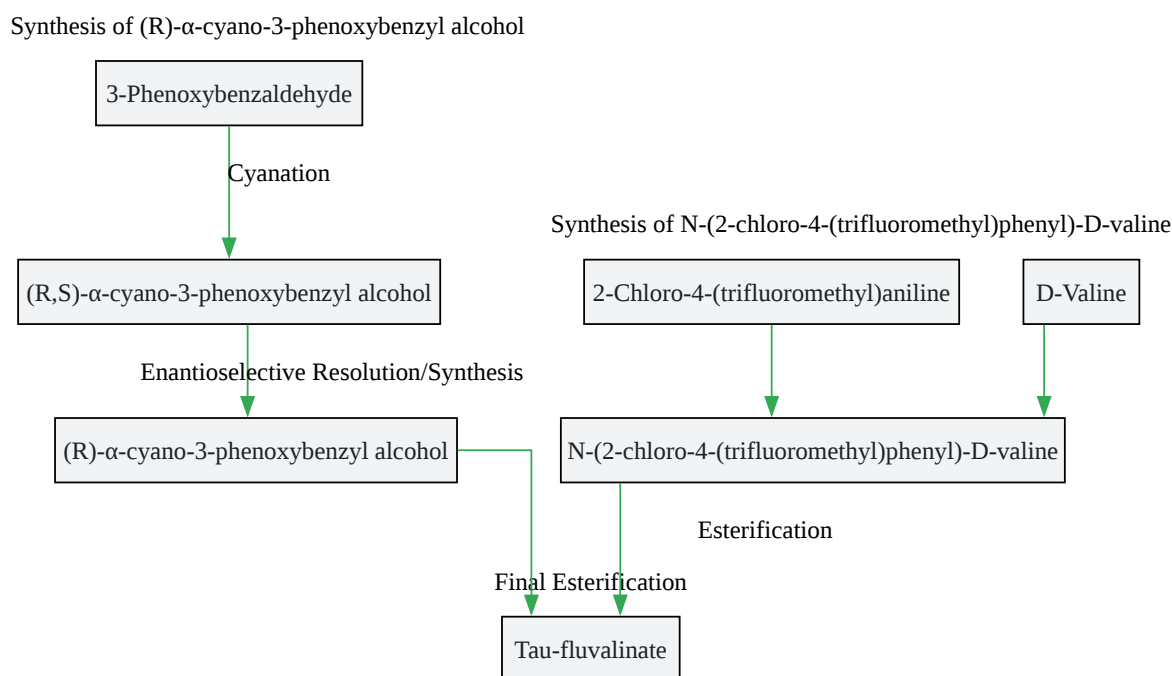 Synthesis of (R)-α-cyano-3-phenoxybenzyl alcohol
3-Phenoxybenzaldehyde
Cyanation
Synthesis of N-(2-chloro-4-(trifluoromethyl)phenyl)-D-valine
(R,S)-α-cyano-3-phenoxybenzyl alcohol
2-Chloro-4-(trifluoromethyl)aniline
D-Valine
Enantioselective Resolution/Synthesis
(R)-α-cyano-3-phenoxybenzyl alcohol
N-(2-chloro-4-(trifluoromethyl)phenyl)-D-valine
Esterification
Final Esterification
Tau-fluvalinate